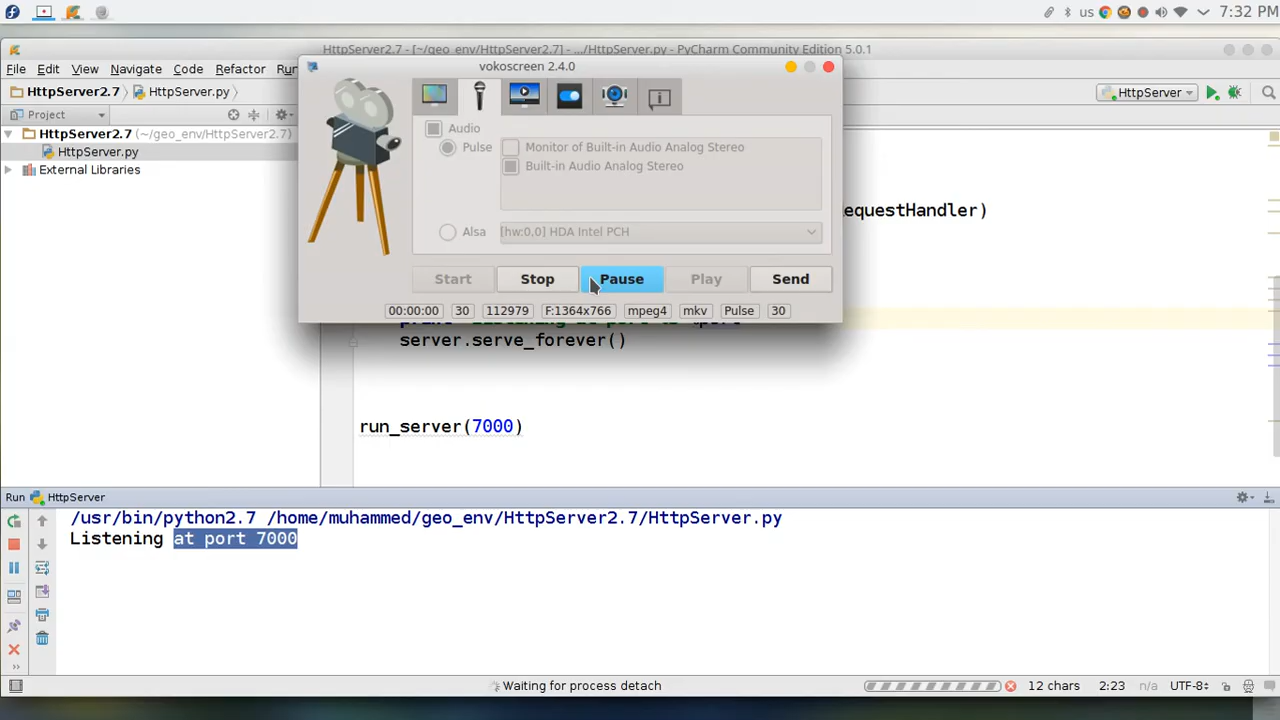 us
7:32 PM
HttpServer2.7 - [~/geo_env/HttpServer2.7] - .../HttpServer.py - PyCharm Community Edition 5.0.1
vokoscreen 2.4.0
File Edit View Navigate Code Refactor
HttpServer2.7 HttpServer.py
HttpServer
Project
HttpServer2.7 (~/geo_env/HttpServer2.7)
HttpServer.py
External Libraries
Audio
Pulse
Monitor of Built-in Audio Analog Stereo
Built-in Audio Analog Stereo
Alsa
[hw:0,0] HDA Intel PCH
equestHandler)
Start Stop Pause Play Send
00:00:00 30 112979 F:1364x766 mpeg4 mkv Pulse 30
server.serve_forever()
run_server(7000)
Run HttpServer
/usr/bin/python2.7 /home/muhammed/geo_env/HttpServer2.7/HttpServer.py
Listening at port 7000
Waiting for process detach
12 chars 2:23 n/a UTF-8